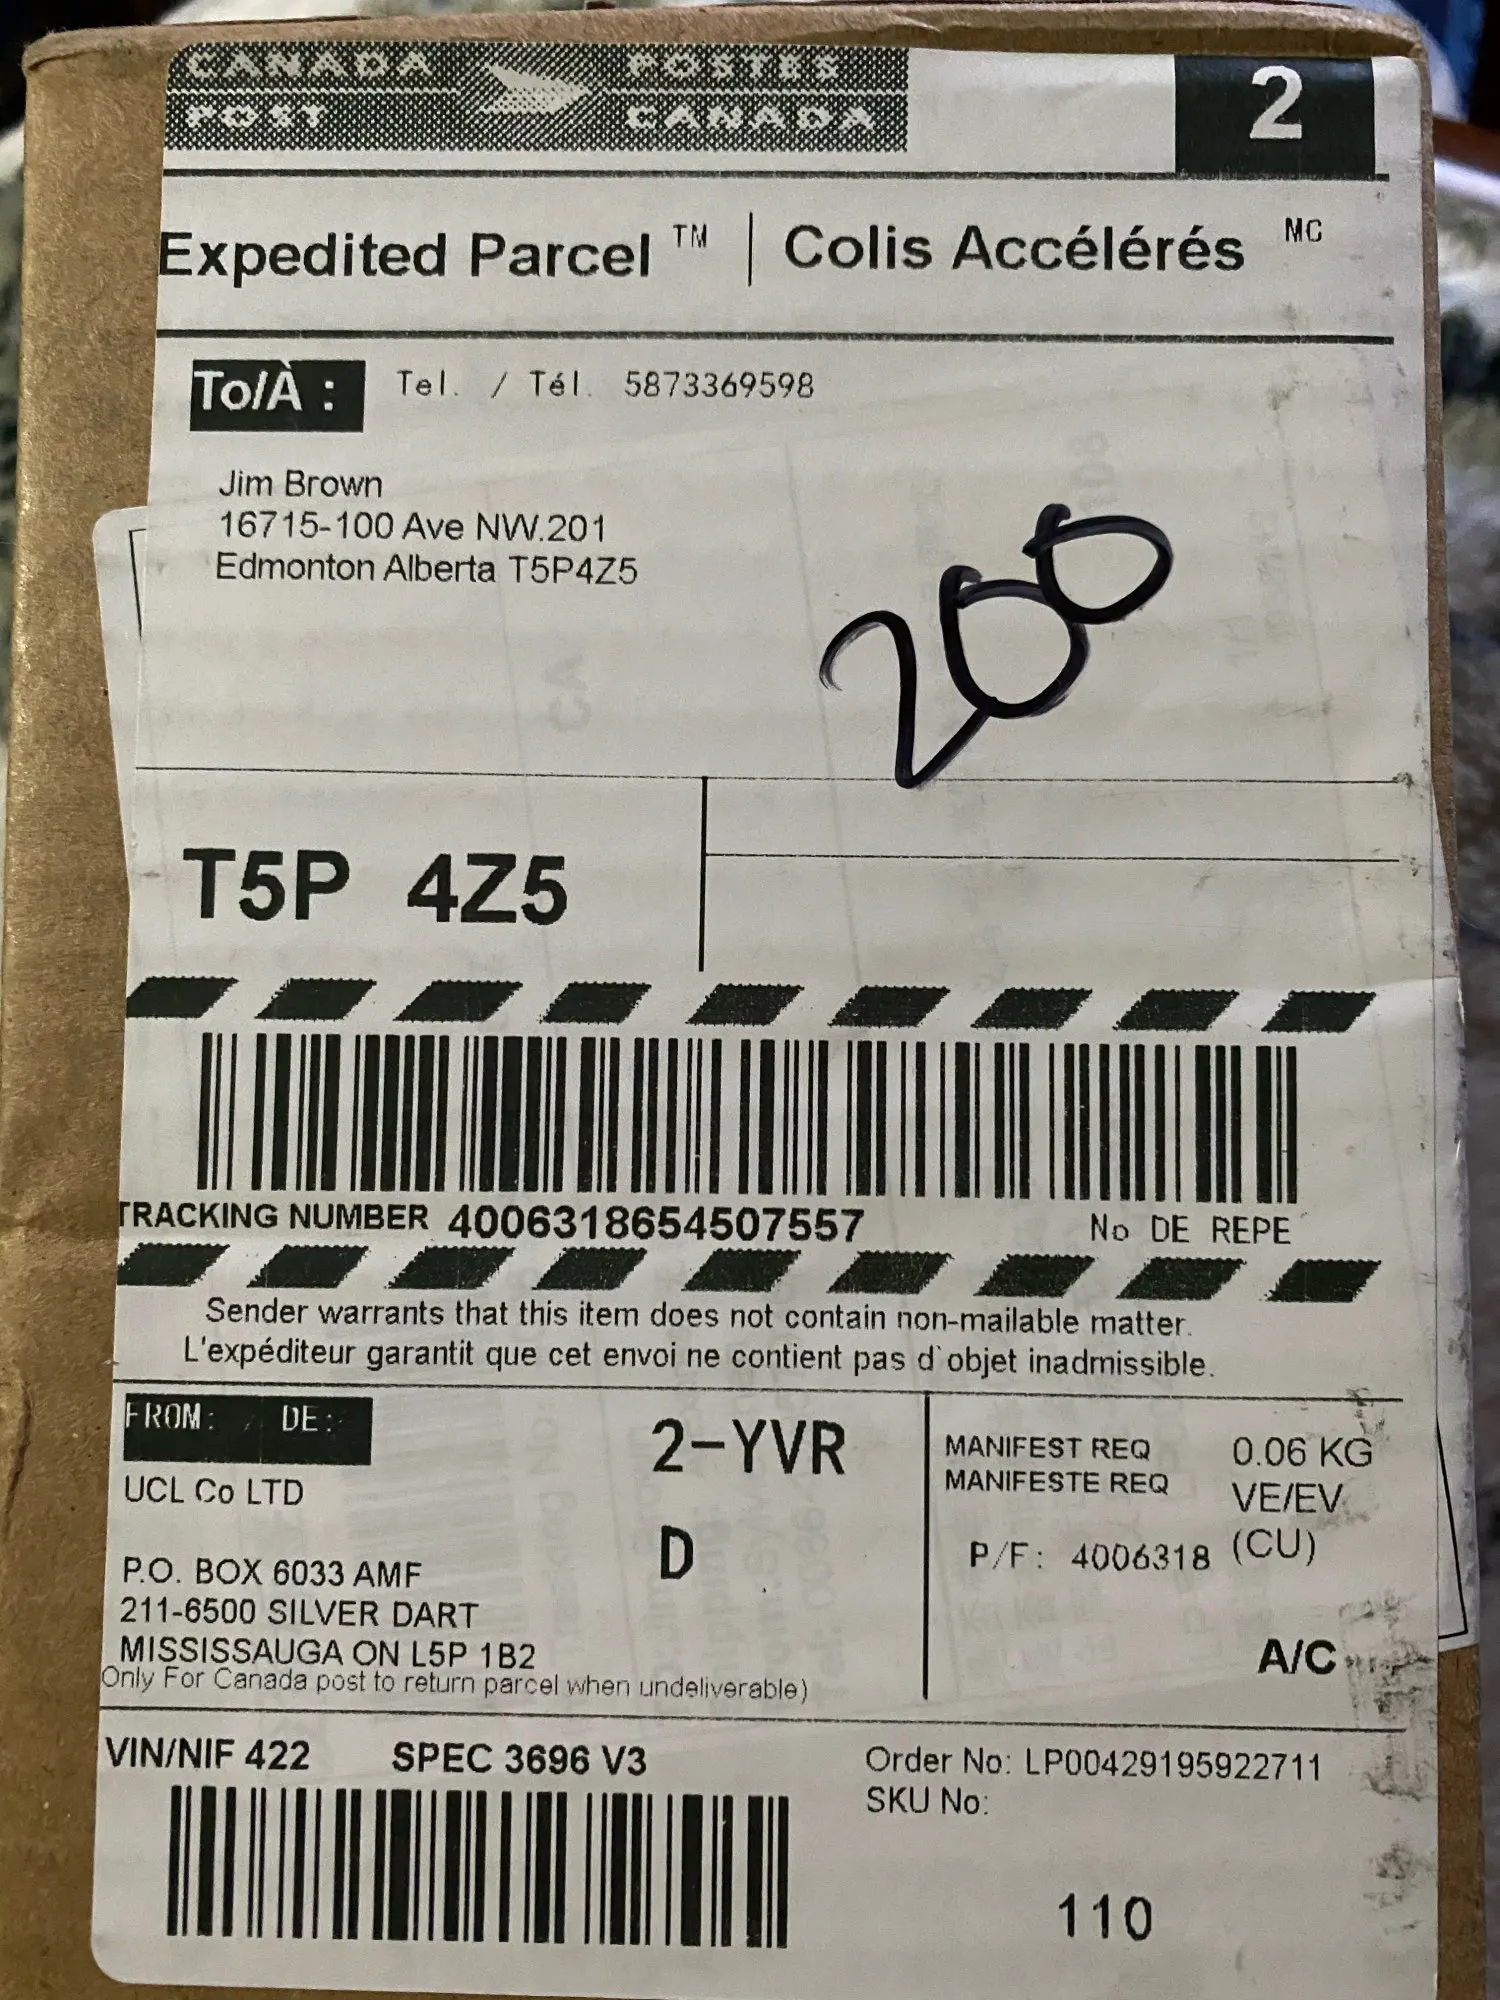 CANADA POST
POSTES CANADA
2
Expedited Parcel ™ | Colis Accélérés MC
To/À : Tel. / Tél. 5873369598
Jim Brown
16715-100 Ave NW.201
Edmonton Alberta T5P4Z5
200
T5P 4Z5
TRACKING NUMBER 4006318654507557 No DE REPE
Sender warrants that this item does not contain non-mailable matter.
L'expéditeur garantit que cet envoi ne contient pas d`objet inadmissible.
FROM: / DE:
UCL Co LTD
P.O. BOX 6033 AMF
211-6500 SILVER DART
MISSISSAUGA ON L5P 1B2
Only For Canada post to return parcel when undeliverable)
2-YVR
D
MANIFEST REQ
MANIFESTE REQ
0.06 KG
VE/EV
(CU)
P/F: 4006318
A/C
VIN/NIF 422 SPEC 3696 V3
Order No: LP00429195922711
SKU No:
110